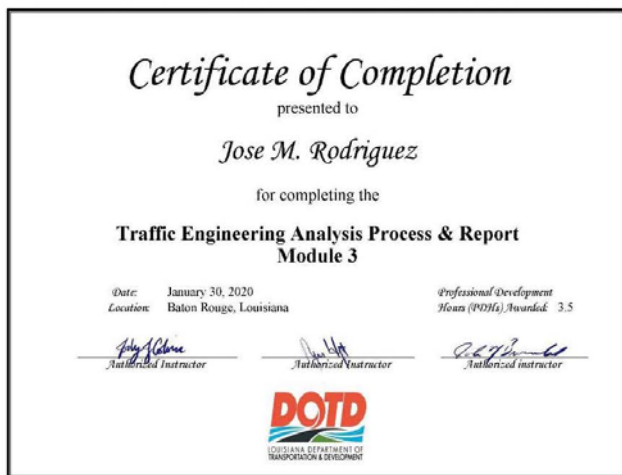 Certificate of Completion
presented to
Jose M. Rodriguez
for completing the
Traffic Engineering Analysis Process & Report
Module 3
Date: January 30, 2020
Location: Baton Rouge, Louisiana
Professional Development
Hours (PDHs) Awarded: 3.5
Authorized Instructor
Authorized Instructor
Authorized instructor
DOTD
LOUISIANA DEPARTMENT OF
TRANSPORTATION & DEVELOPMENT